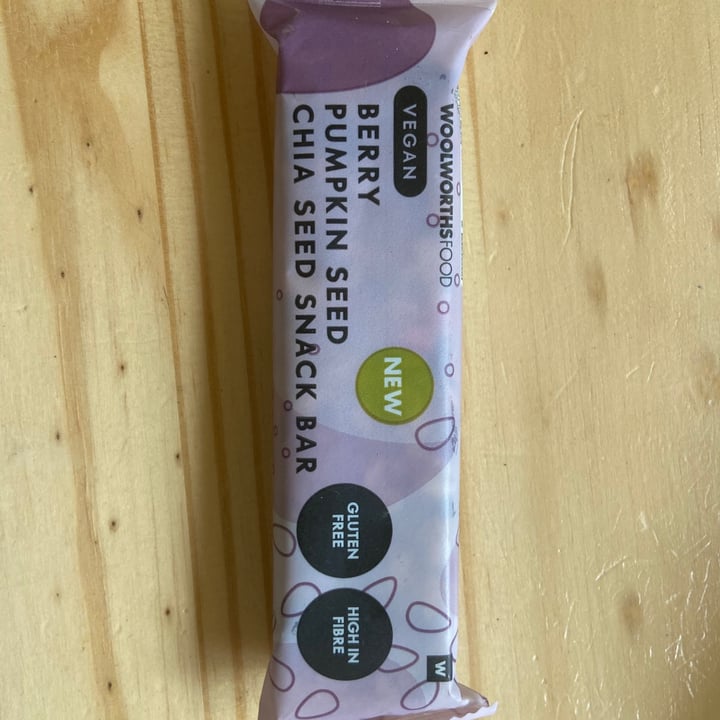 WOOLWORTHSFOOD
VEGAN
BERRY
PUMPKIN SEED
CHIA SEED SNACK BAR
NEW
GLUTEN
FREE
HIGH IN
FIBRE
W